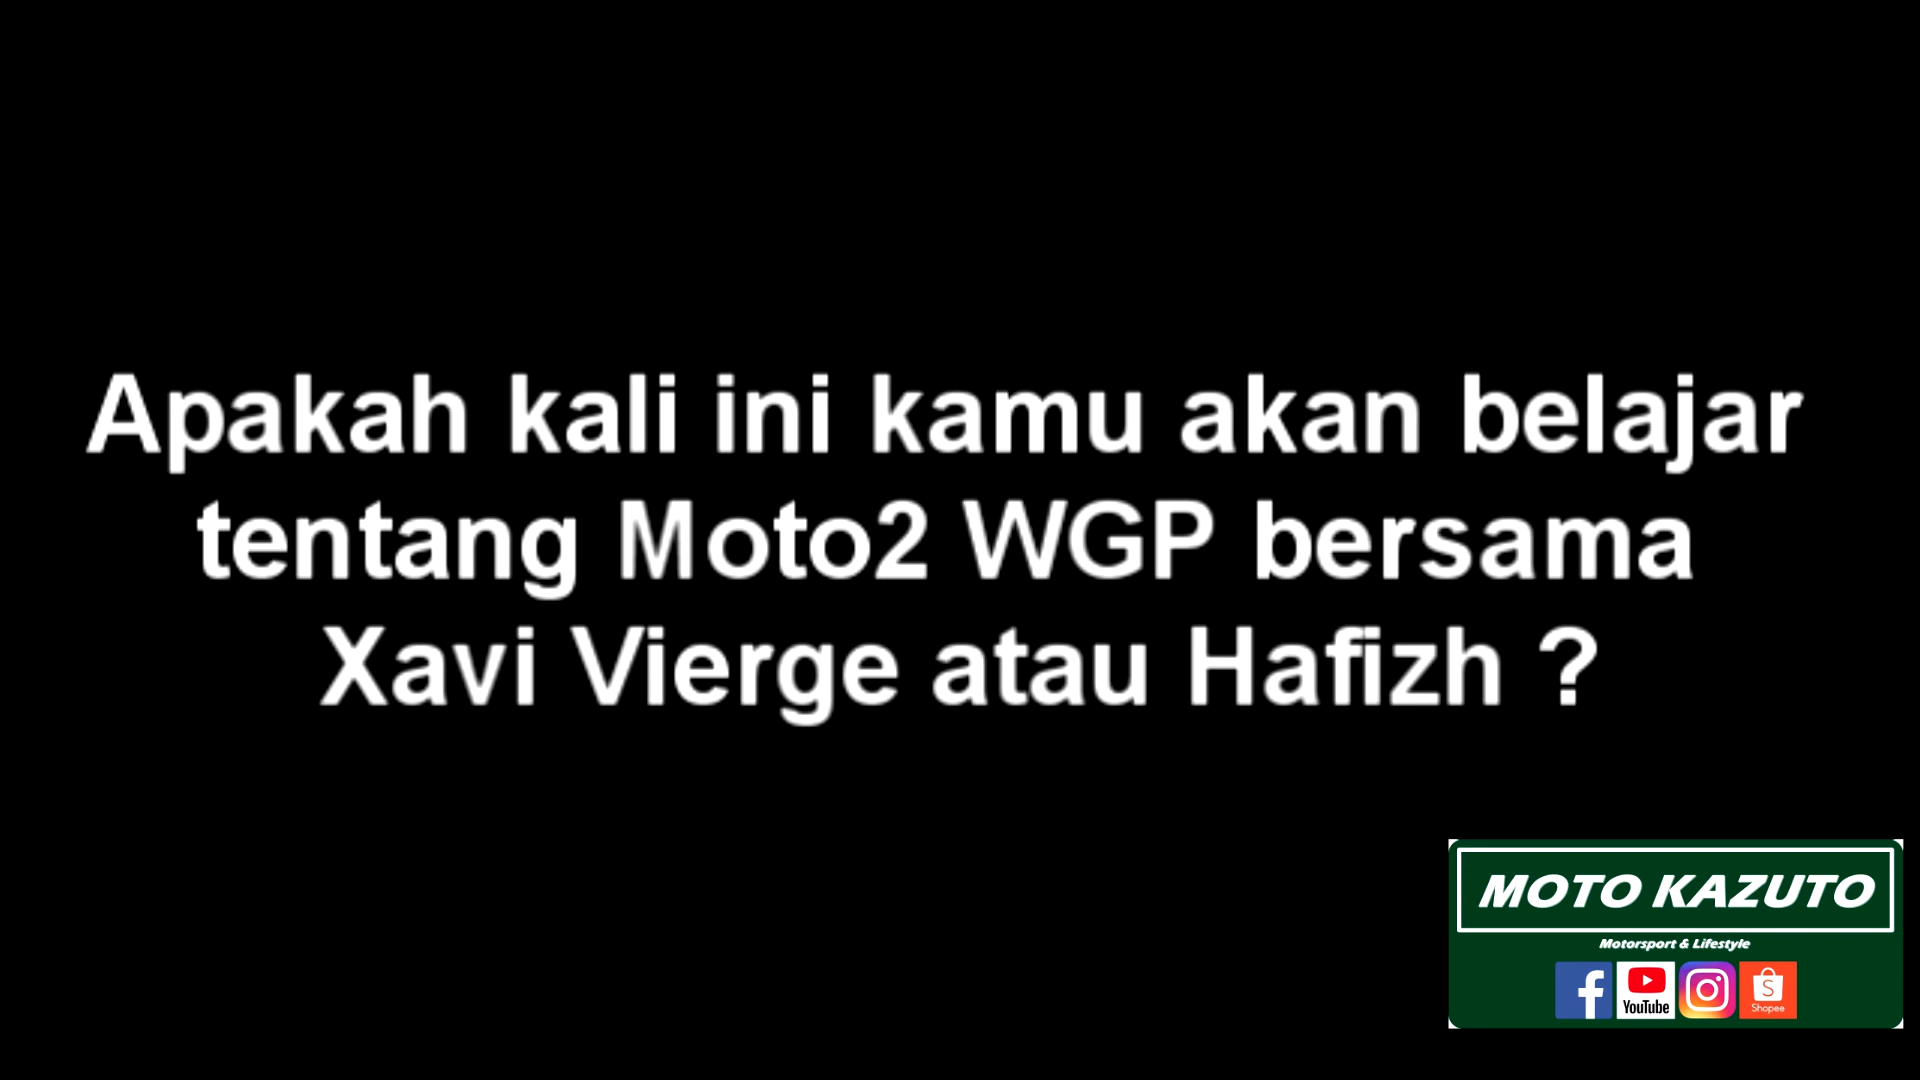 Apakah kali ini kamu akan belajar
tentang Moto2 WGP bersama
Xavi Vierge atau Hafizh ?
MOTO KAZUTO
Motorsport & Lifestyle
YouTube
Shopee